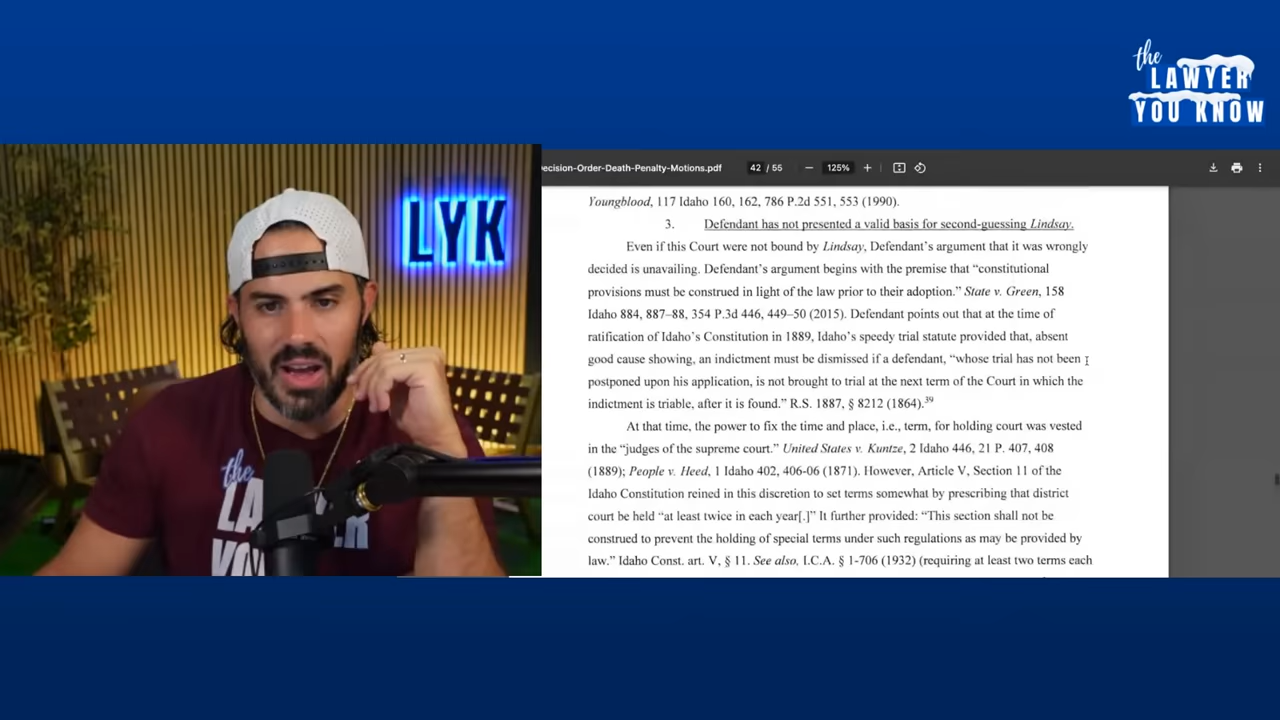 the
LAWYER
YOU KNOW
LYK
the
ecision-Order-Death-Penalty-Motions.pdf 42 / 55 — 125% +
Youngblood, 117 Idaho 160, 162, 786 P.2d 551, 553 (1990).
3. Defendant has not presented a valid basis for second-guessing Lindsay.
Even if this Court were not bound by Lindsay, Defendant’s argument that it was wrongly
decided is unavailing. Defendant’s argument begins with the premise that “constitutional
provisions must be construed in light of the law prior to their adoption.” State v. Green, 158
Idaho 884, 887–88, 354 P.3d 446, 449–50 (2015). Defendant points out that at the time of
ratification of Idaho’s Constitution in 1889, Idaho’s speedy trial statute provided that, absent
good cause showing, an indictment must be dismissed if a defendant, “whose trial has not been
postponed upon his application, is not brought to trial at the next term of the Court in which the
indictment is triable, after it is found.” R.S. 1887, § 8212 (1864).39
At that time, the power to fix the time and place, i.e., term, for holding court was vested
in the “judges of the supreme court.” United States v. Kuntze, 2 Idaho 446, 21 P. 407, 408
(1889); People v. Heed, 1 Idaho 402, 406-06 (1871). However, Article V, Section 11 of the
Idaho Constitution reined in this discretion to set terms somewhat by prescribing that district
court be held “at least twice in each year[.]” It further provided: “This section shall not be
construed to prevent the holding of special terms under such regulations as may be provided by
law.” Idaho Const. art. V, § 11. See also, I.C.A. § 1-706 (1932) (requiring at least two terms each